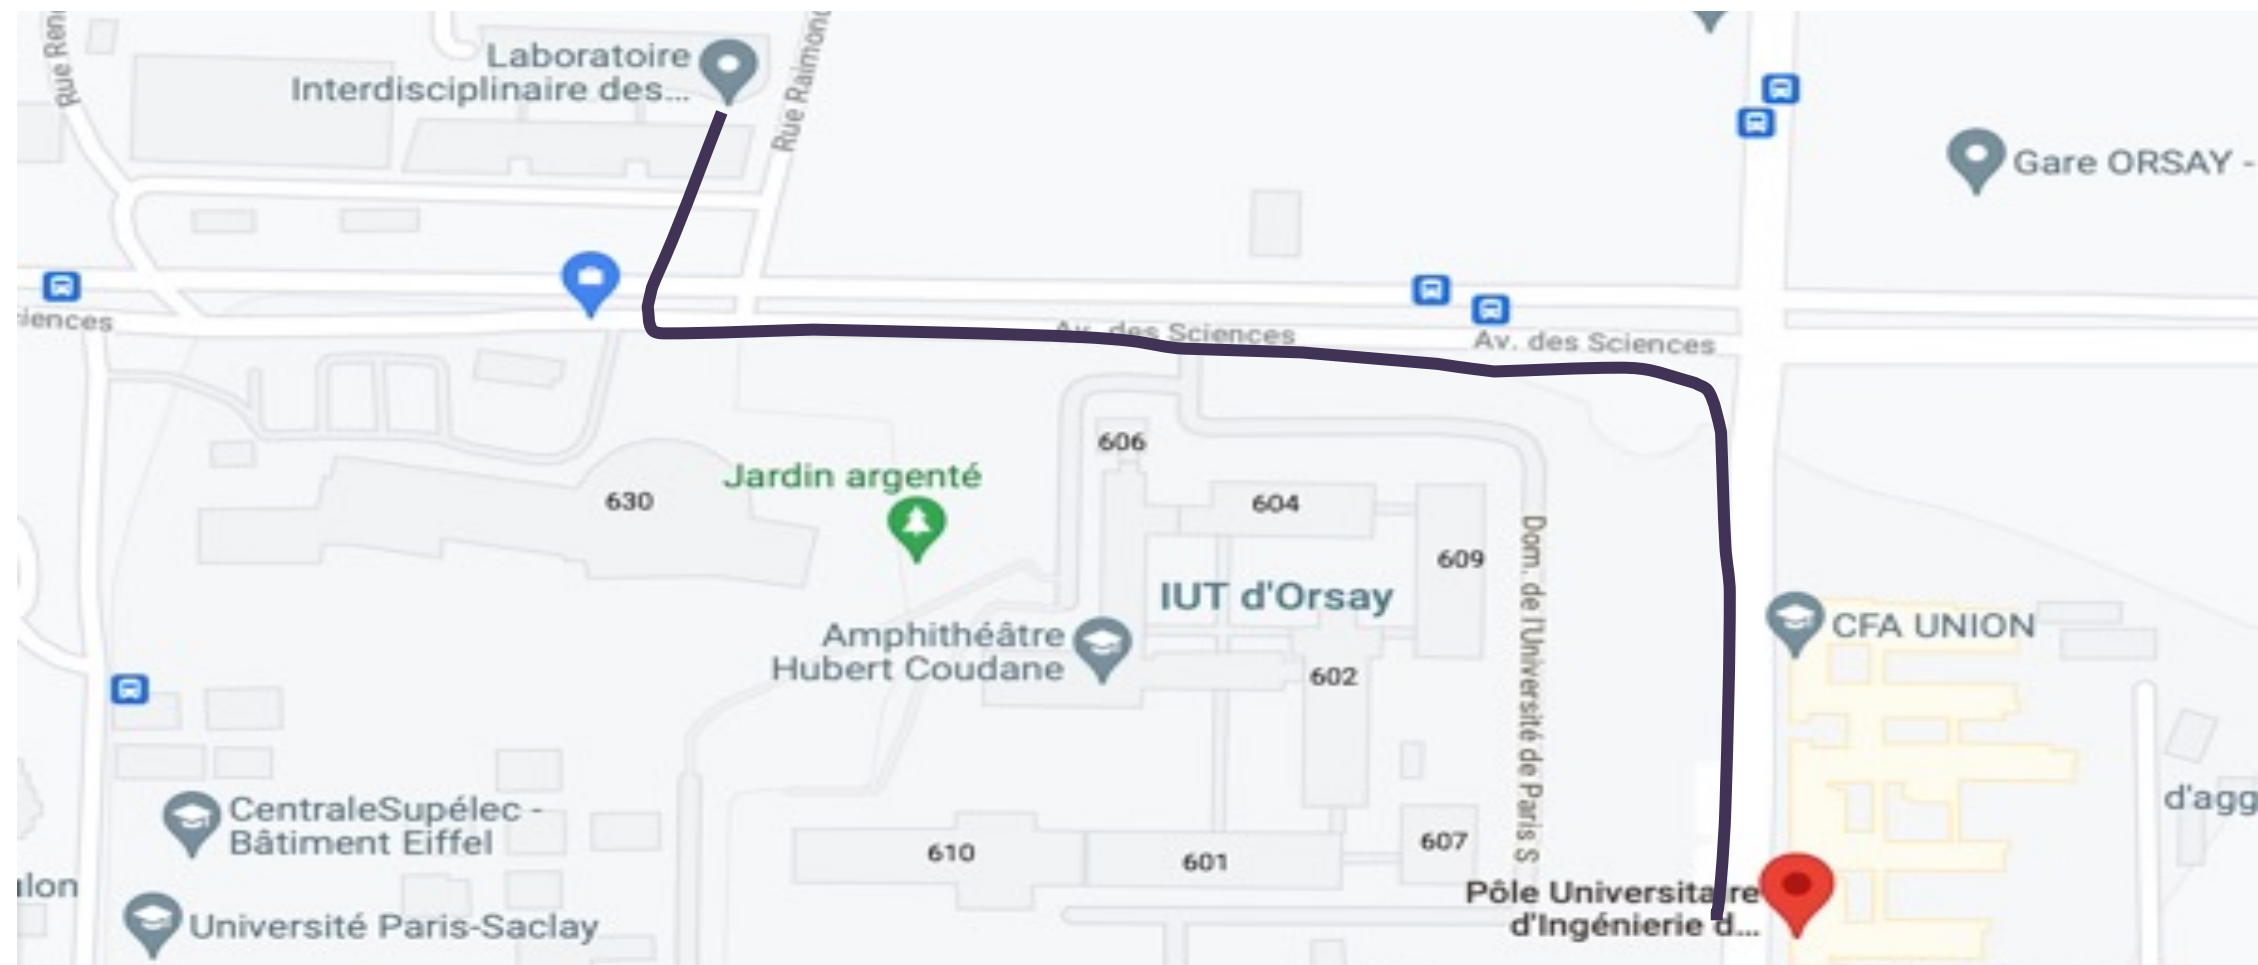 Rue Ren
Laboratoire
Interdisciplinaire des...
Rue Raimond
Gare ORSAY -
ciences
Av. des Sciences
Av. des Sciences
606
Jardin argenté
630
604
609
Dom. de l'Université de Paris S
IUT d'Orsay
CFA UNION
Amphithéâtre
Hubert Coudane
602
CentraleSupélec -
Bâtiment Eiffel
d'agg
610
601
607
lon
Université Paris-Saclay
Pôle Universitaire
d'Ingénierie d...